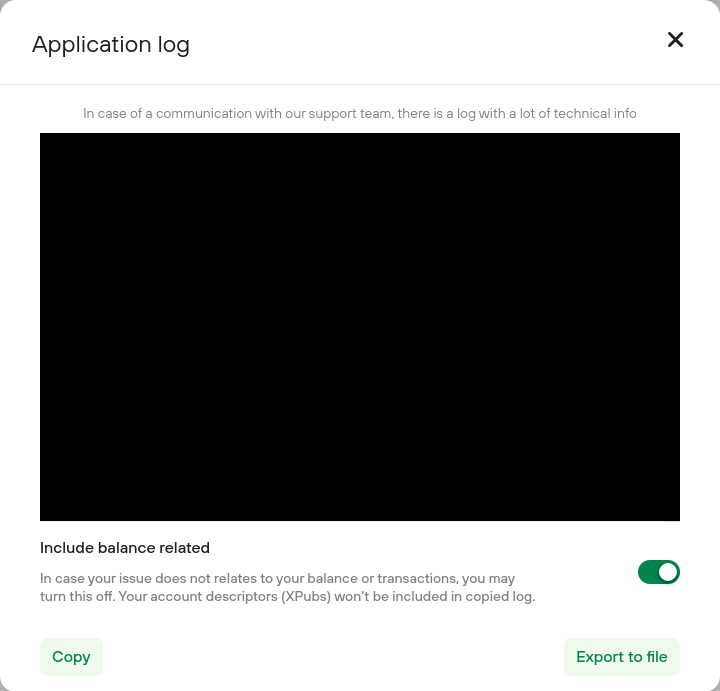 Application log
In case of a communication with our support team, there is a log with a lot of technical info
Include balance related
In case your issue does not relates to your balance or transactions, you may
turn this off. Your account descriptors (XPubs) won't be included in copied log.
Copy
Export to file